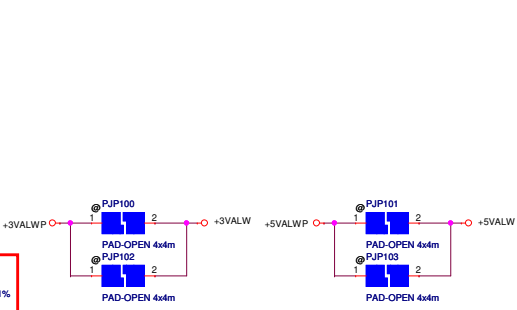 @ PJP100
1 2
+3VALWP +3VALW
PAD-OPEN 4x4m
@ PJP102
1 2
PAD-OPEN 4x4m
@ PJP101
1 2
+5VALWP +5VALW
PAD-OPEN 4x4m
@ PJP103
1 2
PAD-OPEN 4x4m